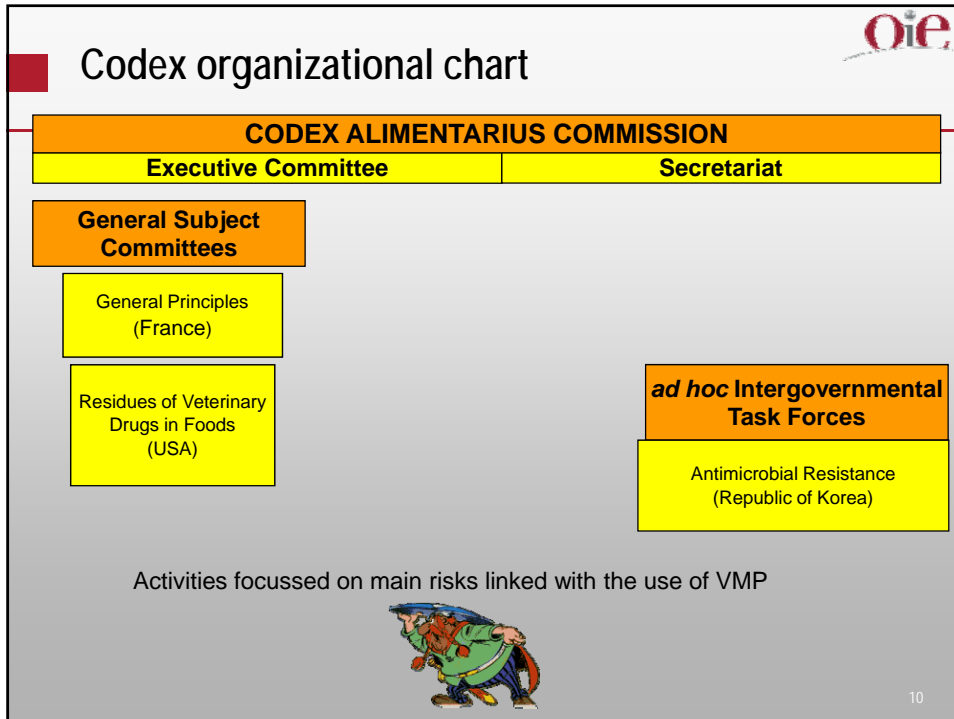 oie
Codex organizational chart
CODEX ALIMENTARIUS COMMISSION
Executive Committee
Secretariat
General Subject
Committees
General Principles
(France)
Residues of Veterinary
Drugs in Foods
(USA)
ad hoc Intergovernmental
Task Forces
Antimicrobial Resistance
(Republic of Korea)
Activities focussed on main risks linked with the use of VMP
10